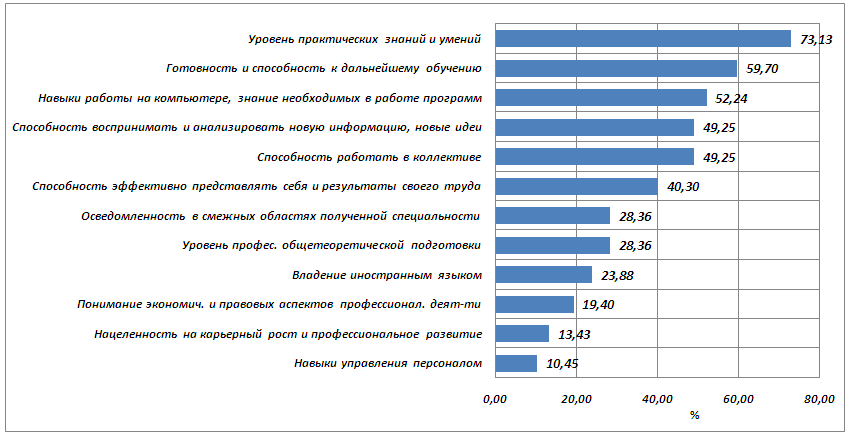 Уровень практических знаний и умений 73,13
Готовность и способность к дальнейшему обучению 59,70
Навыки работы на компьютере, знание необходимых в работе программ 52,24
Способность воспринимать и анализировать новую информацию, новые идеи 49,25
Способность работать в коллективе 49,25
Способность эффективно представлять себя и результаты своего труда 40,30
Осведомленность в смежных областях полученной специальности 28,36
Уровень профес. общетеоретической подготовки 28,36
Владение иностранным языком 23,88
Понимание экономич. и правовых аспектов профессионал. деят-ти 19,40
Нацеленность на карьерный рост и профессиональное развитие 13,43
Навыки управления персоналом 10,45
0,00 20,00 40,00 60,00 80,00
%